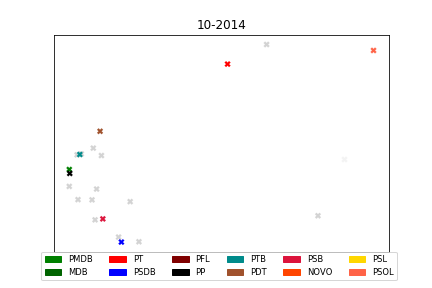 10-2014
PMDB PT PFL PTB PSB PSL
MDB PSDB PP PDT NOVO PSOL